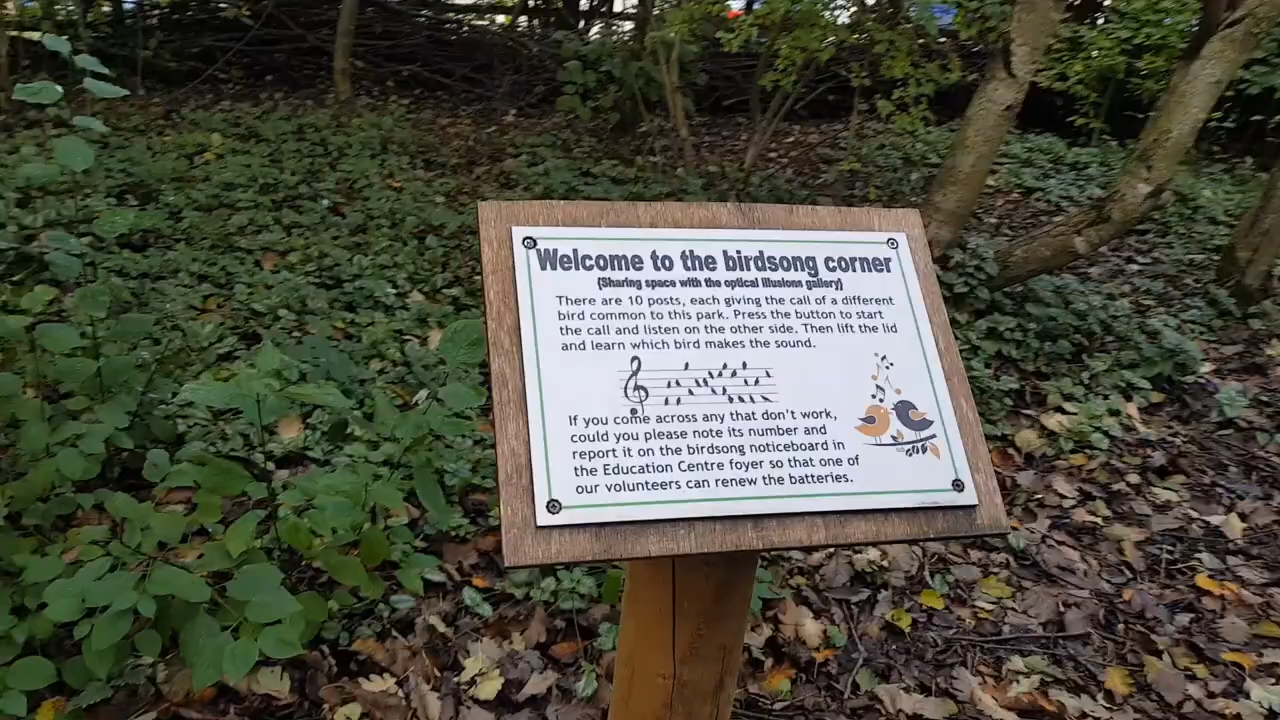 Welcome to the birdsong corner
(Sharing space with the optical illusions gallery)
There are 10 posts, each giving the call of a different
bird common to this park. Press the button to start
the call and listen on the other side. Then lift the lid
and learn which bird makes the sound.
If you come across any that don't work,
could you please note its number and
report it on the birdsong noticeboard in
the Education Centre foyer so that one of
our volunteers can renew the batteries.